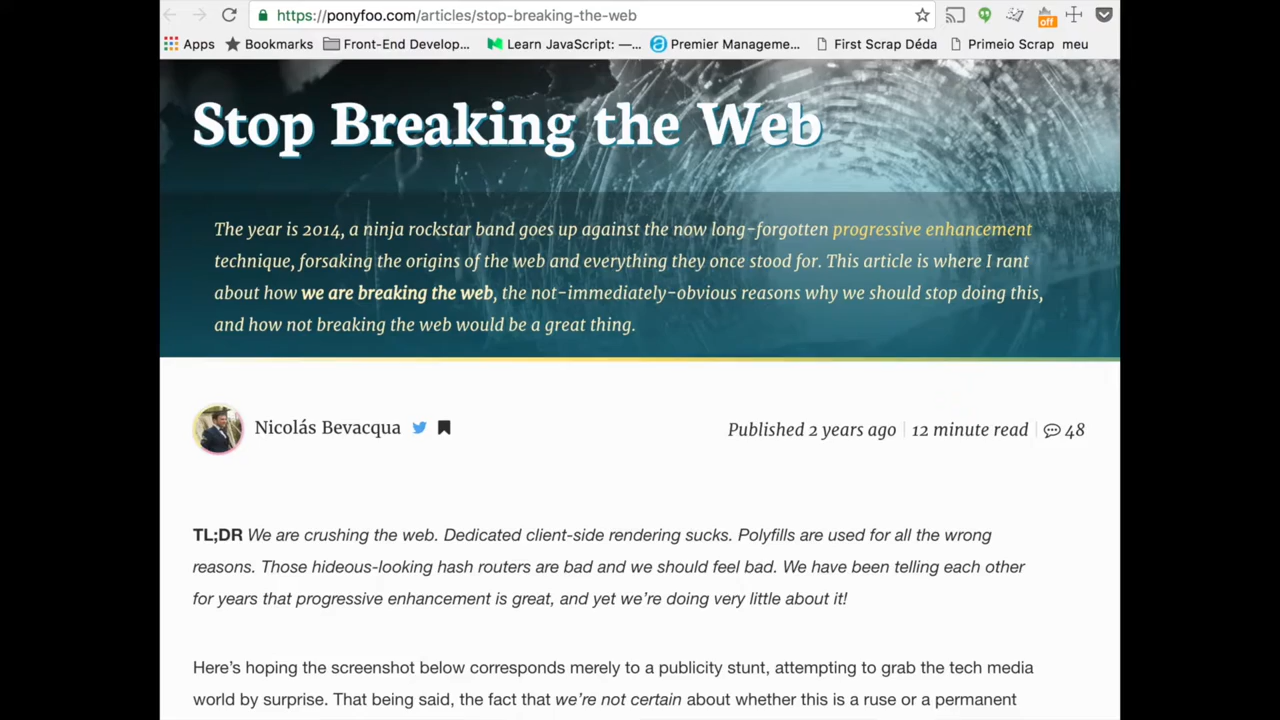 https://ponyfoo.com/articles/stop-breaking-the-web
off
Apps Bookmarks Front-End Develop... Learn JavaScript: —... Premier Manageme... First Scrap Déda Primeio Scrap meu
Stop Breaking the Web
The year is 2014, a ninja rockstar band goes up against the now long-forgotten progressive enhancement
technique, forsaking the origins of the web and everything they once stood for. This article is where I rant
about how we are breaking the web, the not-immediately-obvious reasons why we should stop doing this,
and how not breaking the web would be a great thing.
Nicolás Bevacqua
Published 2 years ago | 12 minute read | 48
TL;DR We are crushing the web. Dedicated client-side rendering sucks. Polyfills are used for all the wrong
reasons. Those hideous-looking hash routers are bad and we should feel bad. We have been telling each other
for years that progressive enhancement is great, and yet we’re doing very little about it!
Here’s hoping the screenshot below corresponds merely to a publicity stunt, attempting to grab the tech media
world by surprise. That being said, the fact that we’re not certain about whether this is a ruse or a permanent